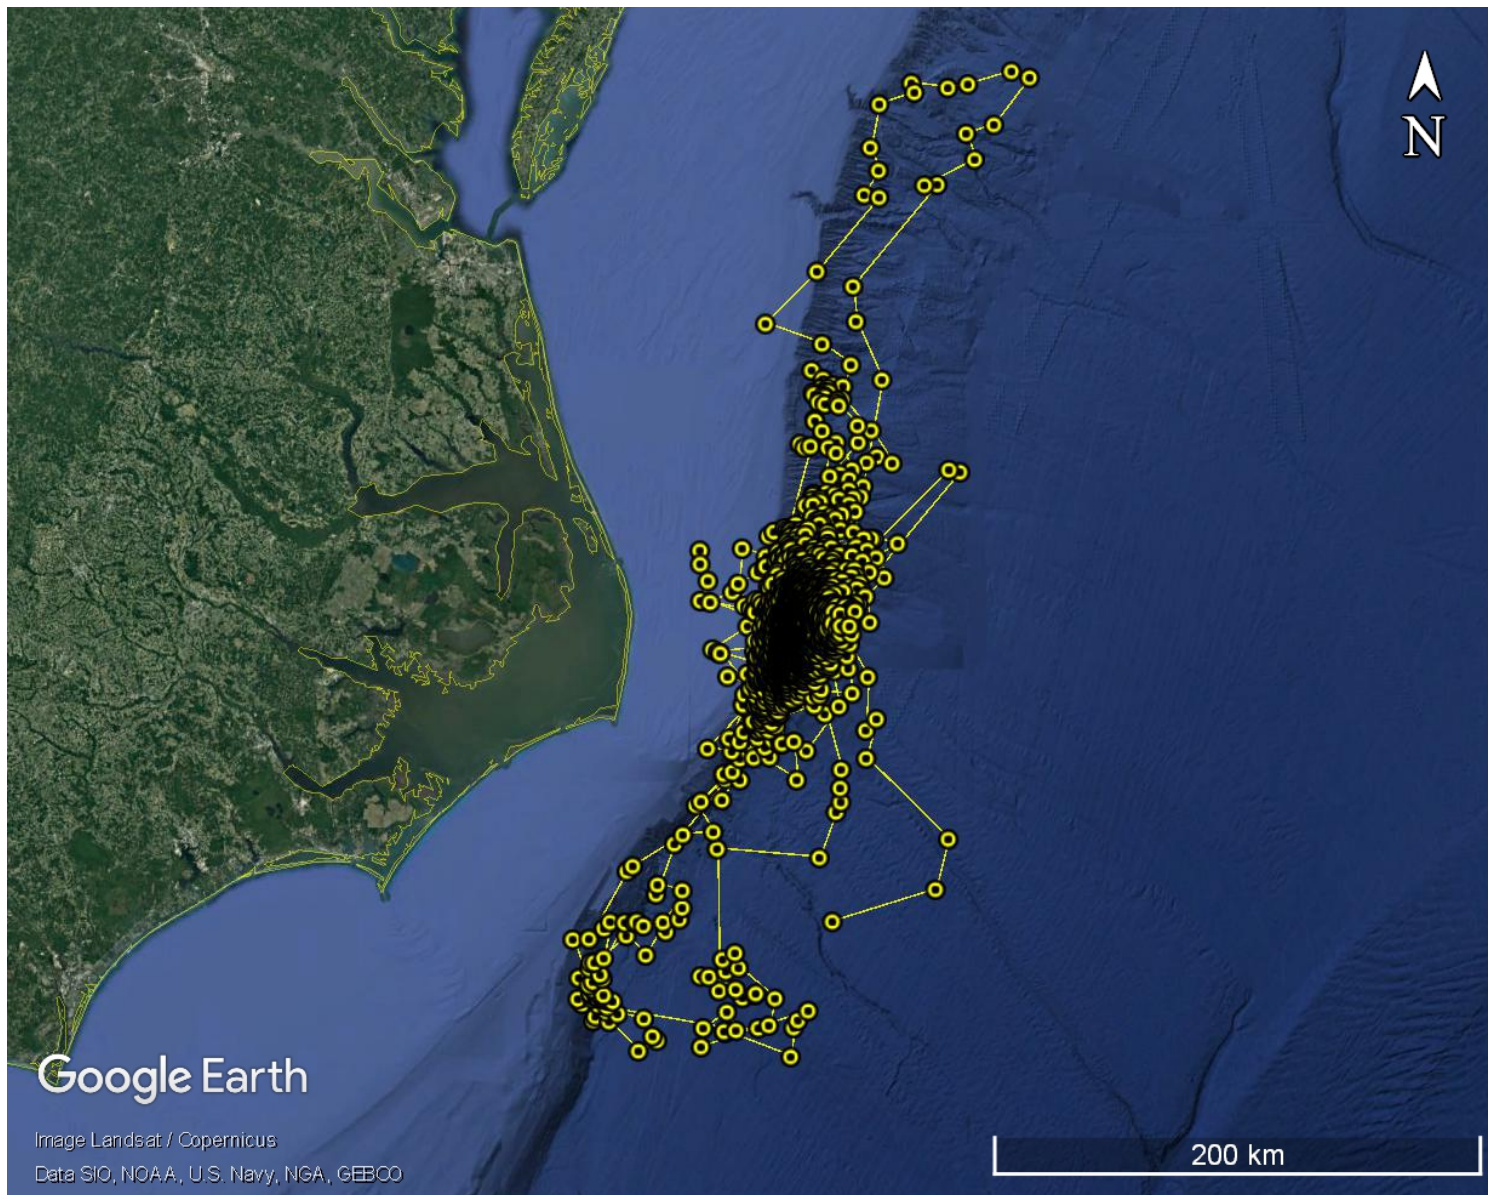 N
Google Earth
Image Landsat / Copernicus
Data SIO, NOAA, U.S. Navy, NGA, GEBCO
200 km